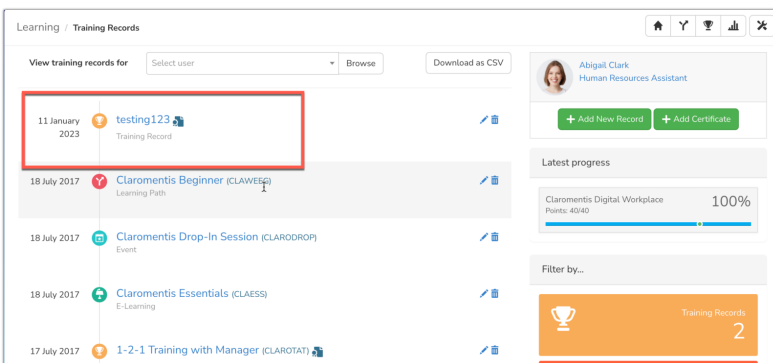 Learning / Training Records
View training records for
Select user
Browse
Download as CSV
11 January 2023
testing123
Training Record
18 July 2017
Claromentis Beginner (CLAWEEG)
Learning Path
18 July 2017
Claromentis Drop-In Session (CLARODROP)
Event
18 July 2017
Claromentis Essentials (CLAESS)
E-Learning
17 July 2017
1-2-1 Training with Manager (CLAROTAT)
Abigail Clark
Human Resources Assistant
+ Add New Record
+ Add Certificate
Latest progress
Claromentis Digital Workplace
100%
Points: 40/40
Filter by...
Training Records
2